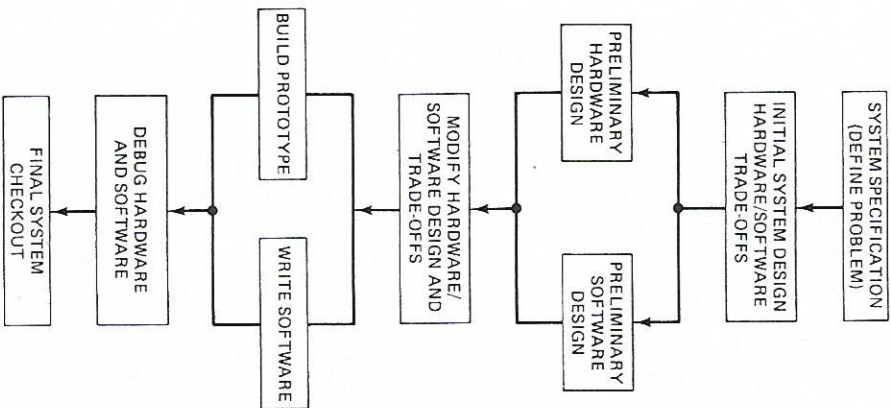 SYSTEM SPECIFICATION
(DEFINE PROBLEM)
INITIAL SYSTEM DESIGN
HARDWARE/SOFTWARE
TRADE-OFFS
PRELIMINARY
HARDWARE
DESIGN
PRELIMINARY
SOFTWARE
DESIGN
MODIFY HARDWARE/
SOFTWARE DESIGN AND
TRADE-OFFS
BUILD PROTOTYPE
WRITE SOFTWARE
DEBUG HARDWARE
AND SOFTWARE
FINAL SYSTEM
CHECKOUT